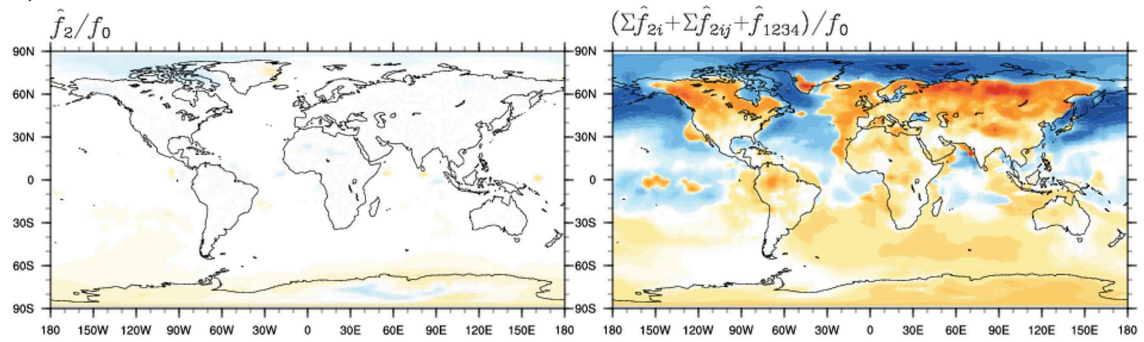 f̂₂/f₀ (Σf̂₂ᵢ+Σf̂₂ᵢⱼ+f̂₁₂₃₄)/f₀
90N 90N
60N 60N
30N 30N
0 0
30S 30S
60S 60S
90S 90S
180 150W 120W 90W 60W 30W 0 30E 60E 90E 120E 150E 180 180 150W 120W 90W 60W 30W 0 30E 60E 90E 120E 150E 180